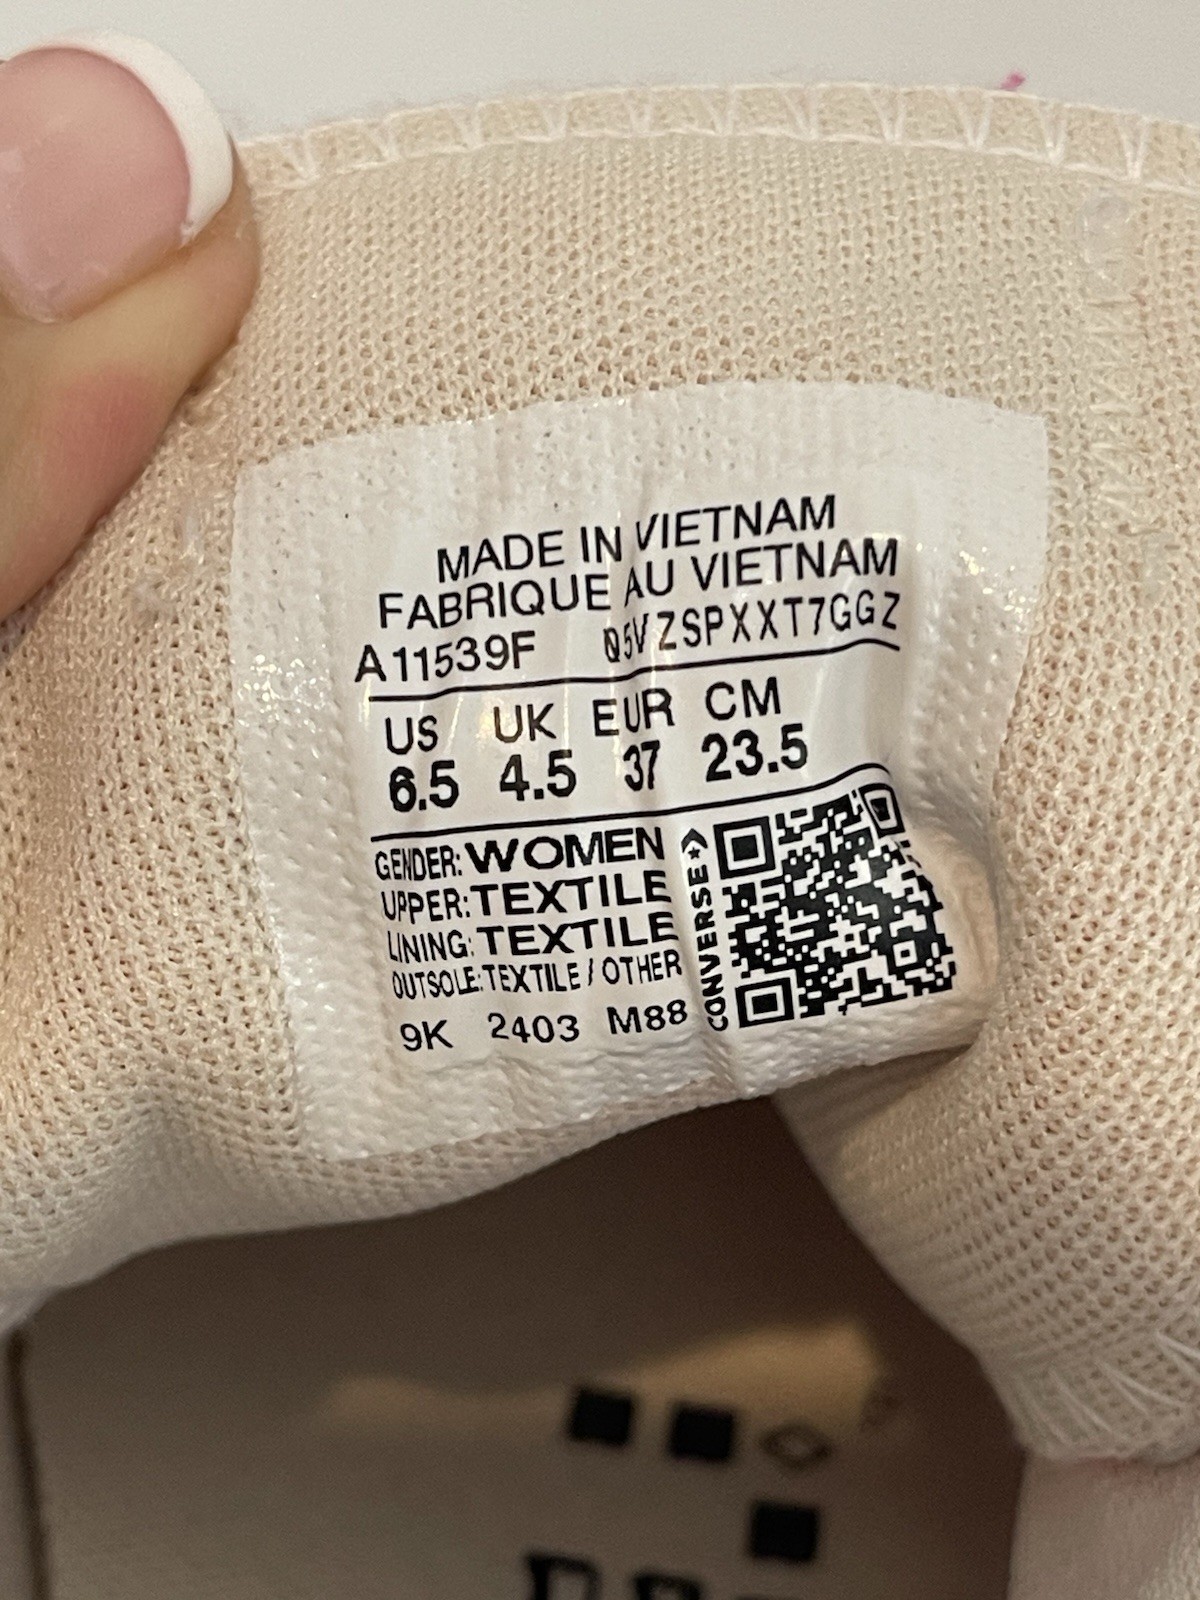 MADE IN VIETNAM
FABRIQUE AU VIETNAM
A11539F Q5VZSPXXT7GGZ
US UK EUR CM
6.5 4.5 37 23.5
GENDER: WOMEN
UPPER: TEXTILE
LINING: TEXTILE
OUTSOLE: TEXTILE / OTHER
9K 2403 M88
CONVERSE